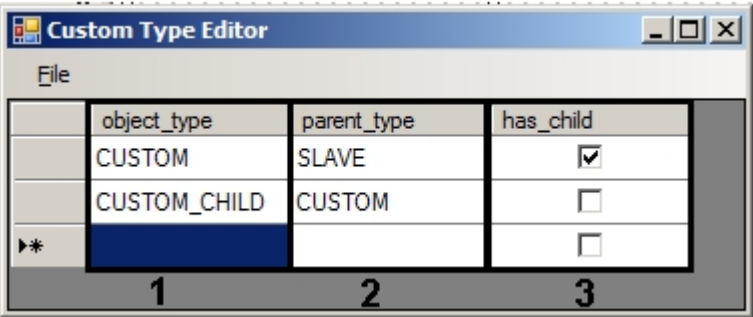 Custom Type Editor
File
object_type parent_type has_child
CUSTOM SLAVE
CUSTOM_CHILD CUSTOM
1 2 3